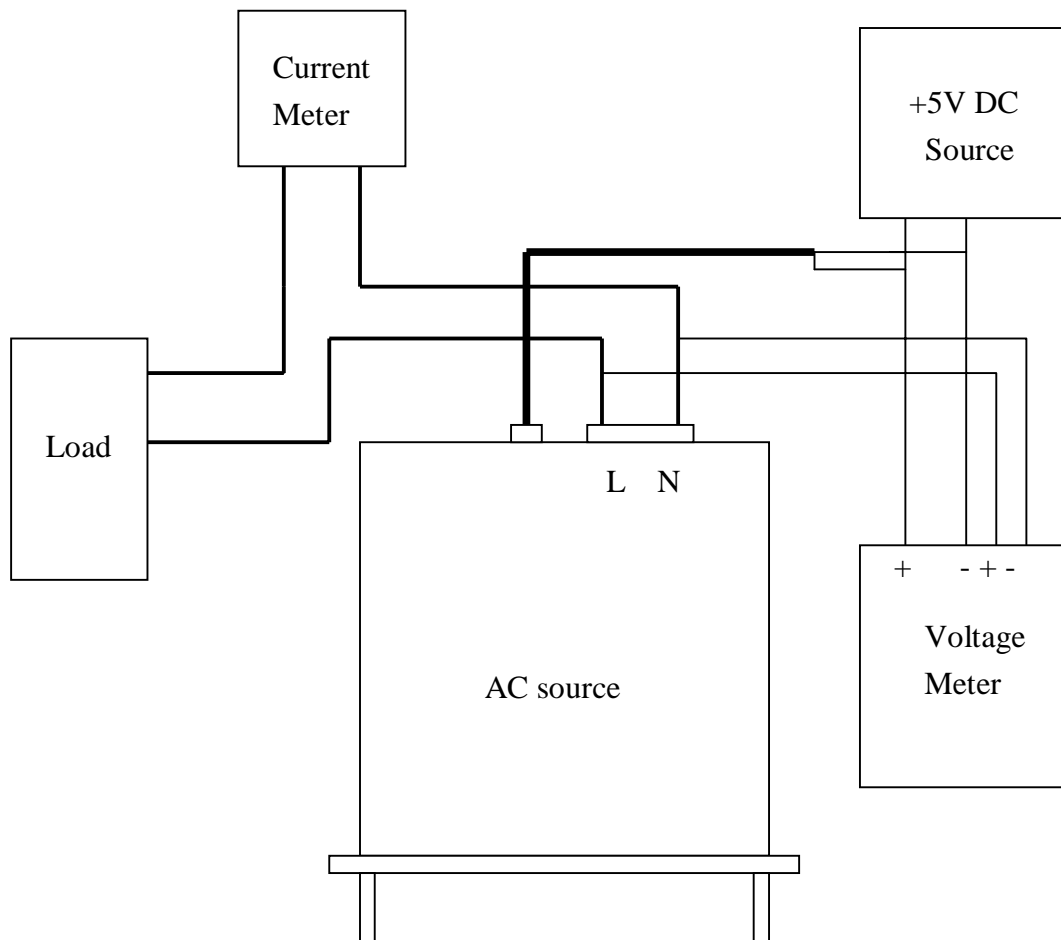 Current
Meter
+5V DC
Source
Load
L N
+ - + -
Voltage
Meter
AC source